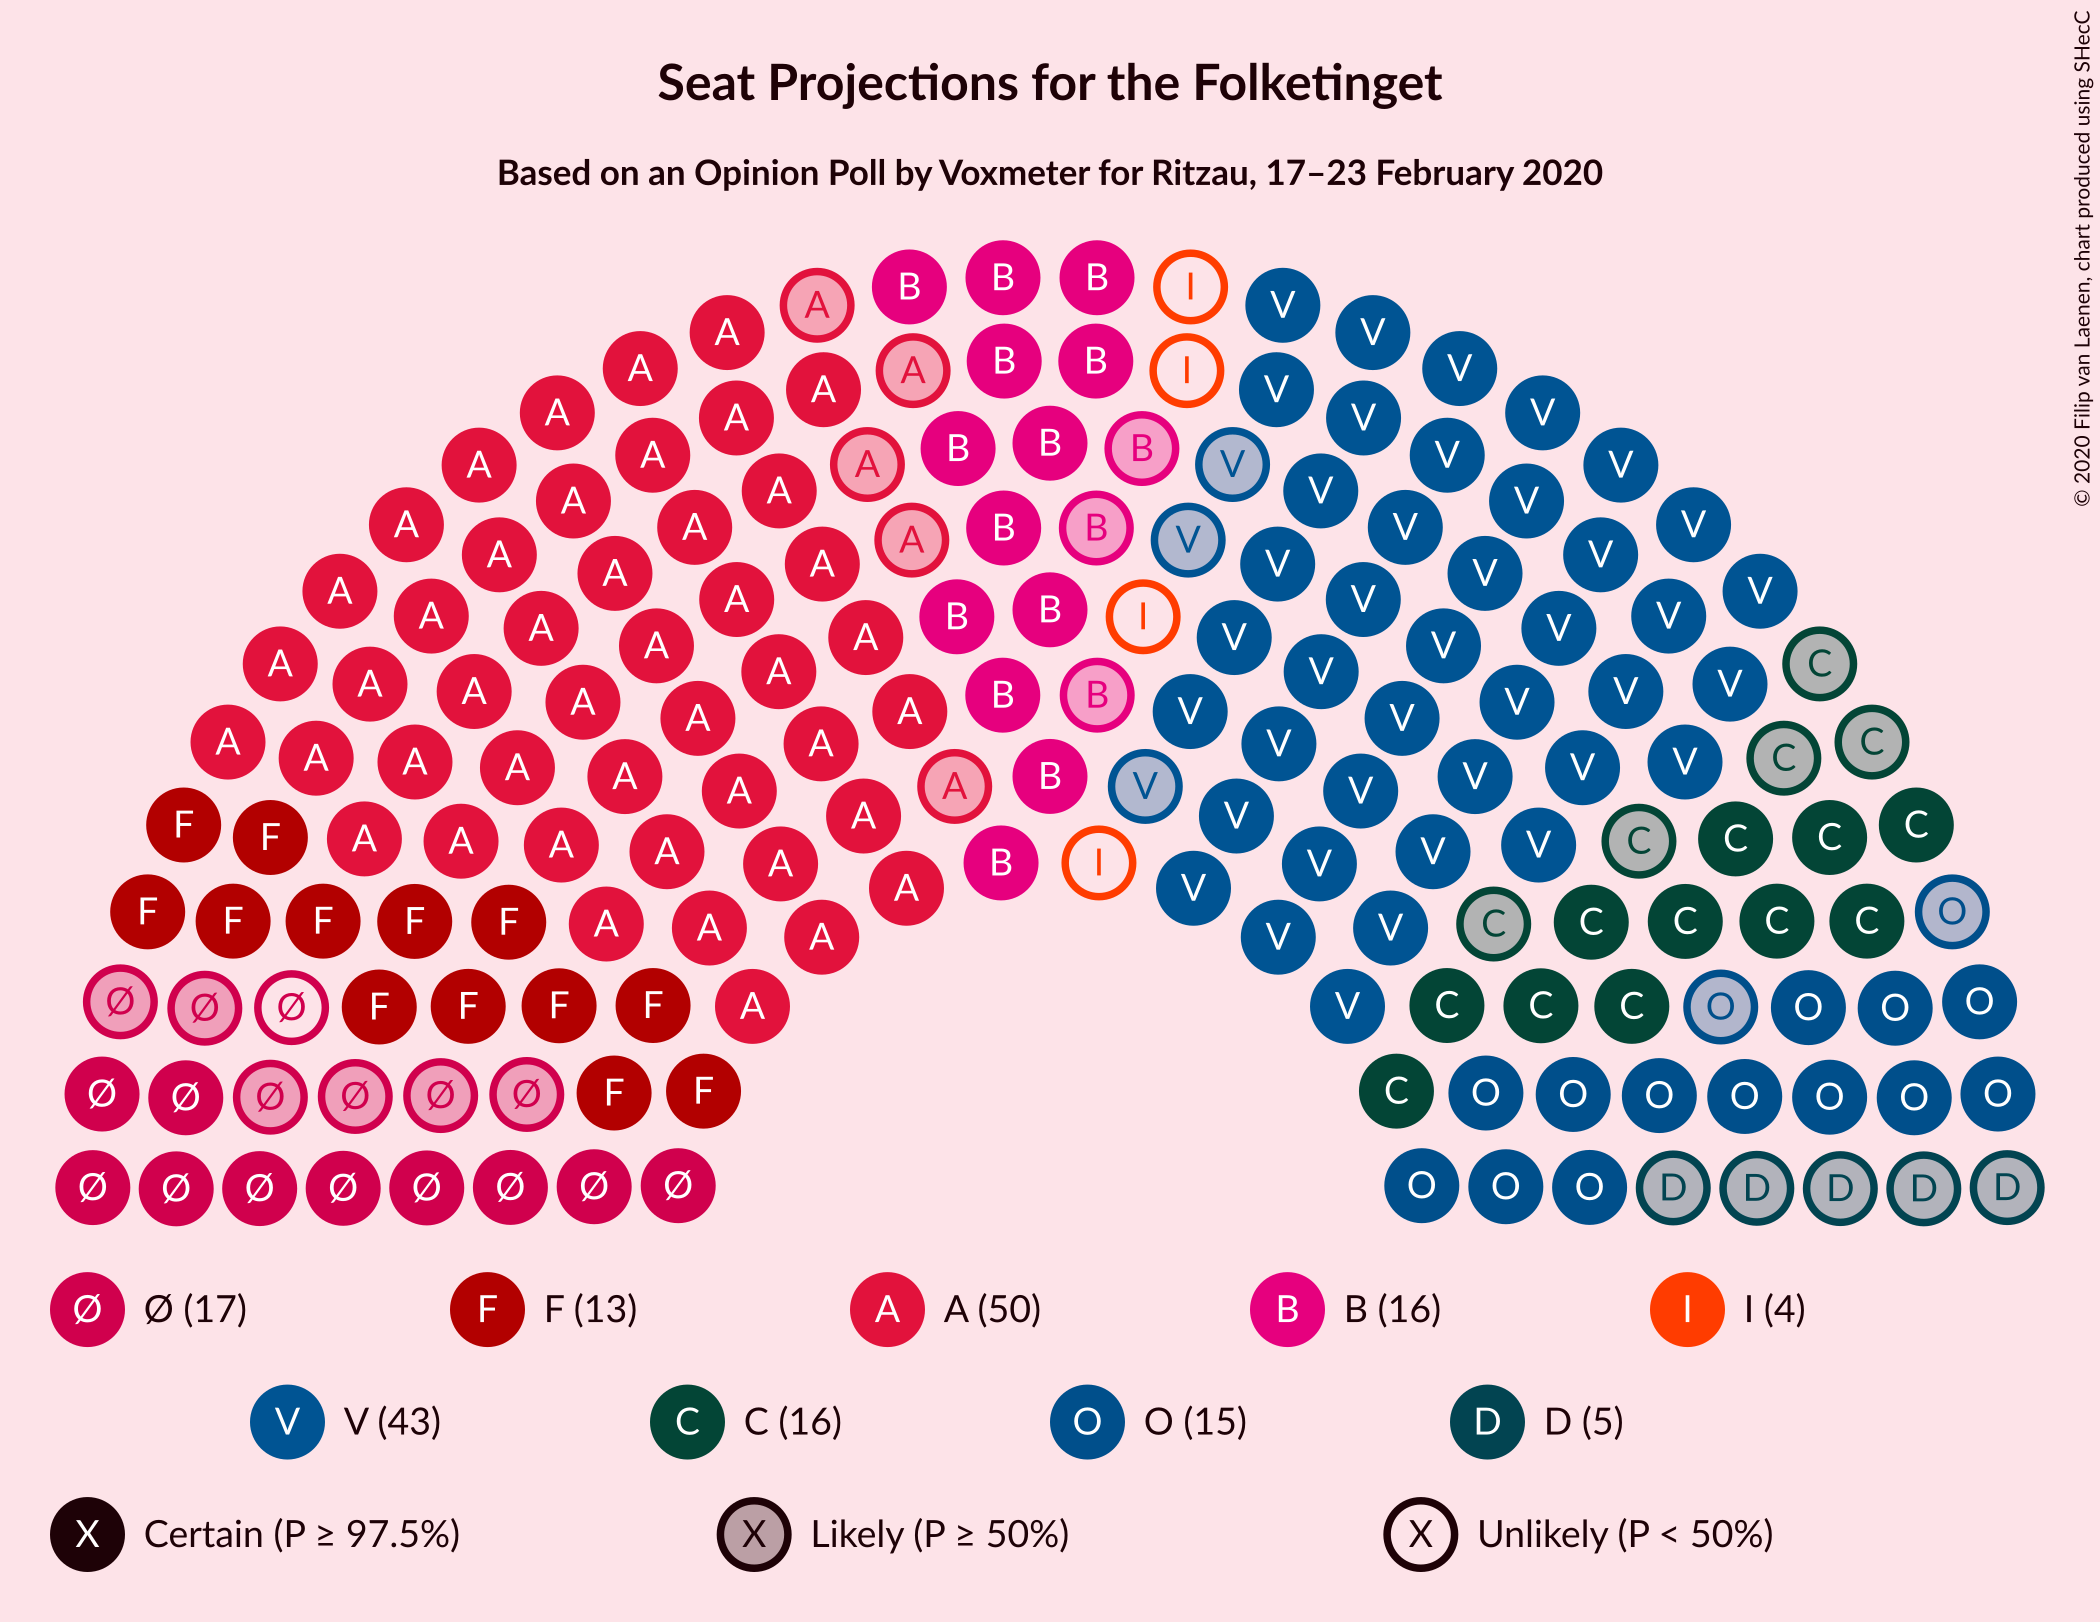 Seat Projections for the Folketinget
Based on an Opinion Poll by Voxmeter for Ritzau, 17–23 February 2020
© 2020 Filip van Laenen, chart produced using SHecC
B B
A B I
A V
A V
A B B V
A A I V
A A V V
A B V
A A B B V V
A A V V
A A V V
A A B B V V
A A A V V V
A A V V
A A B B V V
A A I V
A A V V
A A A V V V C
A A B B V V
A A A A V V V V
A A A V V C
A A A V V V C
A A A A B V V V V
F A A V C C
F A A A A V V C C C
A A B I V V
A A V V
F F F F F A A A V V C C C C C O
Ø Ø Ø F F F F A V C C C O O O O
Ø Ø Ø Ø Ø Ø F F C O O O O O O O
Ø Ø Ø Ø Ø Ø Ø Ø O O O D D D D D
Ø Ø (17) F F (13) A A (50) B B (16) I I (4)
V V (43) C C (16) O O (15) D D (5)
X Certain (P ≥ 97.5%) X Likely (P ≥ 50%) X Unlikely (P < 50%)